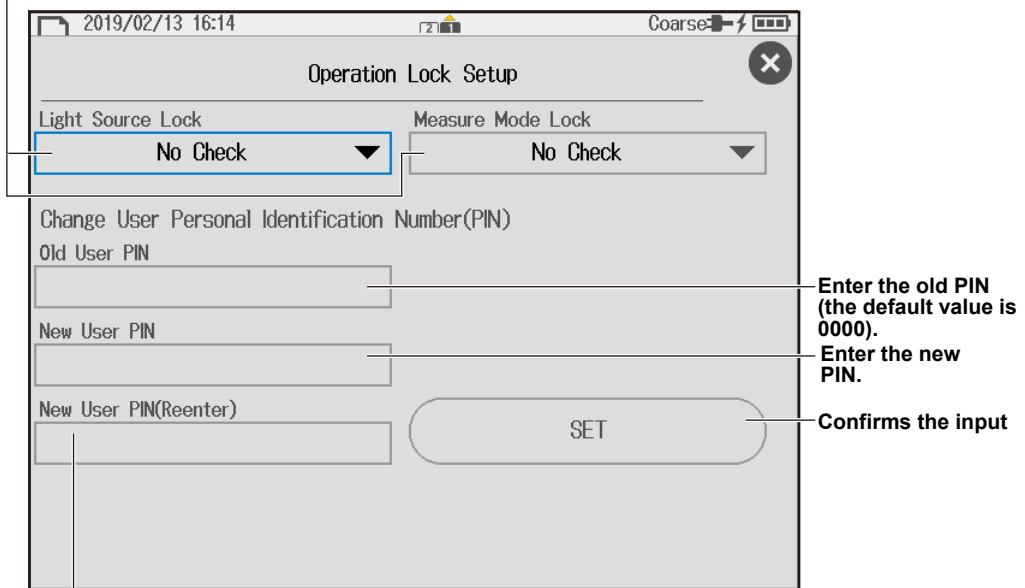 2019/02/13 16:14
2 1
Coarse
Operation Lock Setup
Light Source Lock
Measure Mode Lock
No Check
No Check
Change User Personal Identification Number(PIN)
Old User PIN
Enter the old PIN
(the default value is
0000).
New User PIN
Enter the new
PIN.
New User PIN(Reenter)
SET
Confirms the input